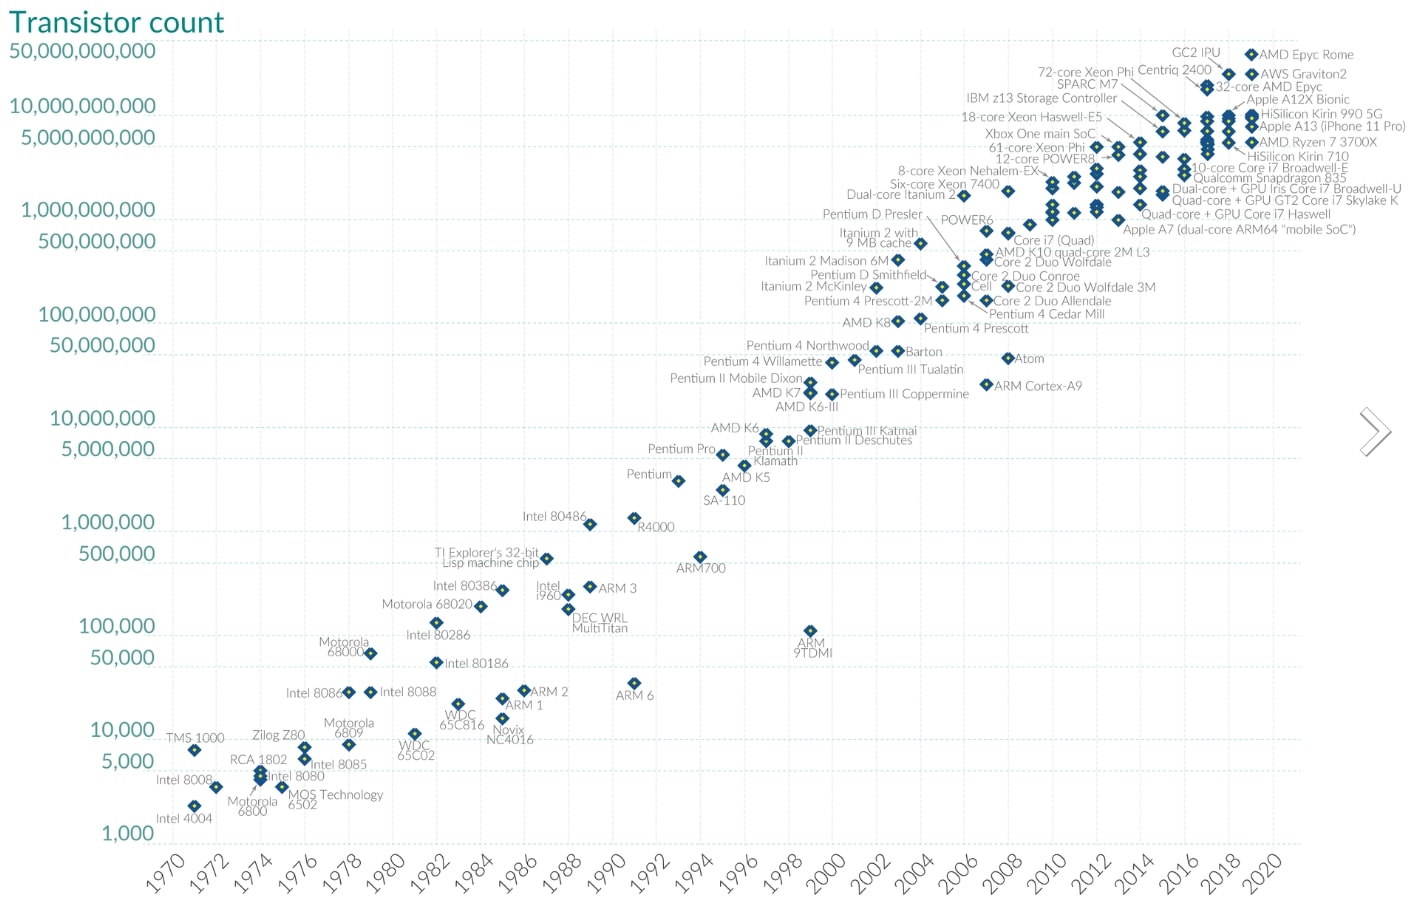 Transistor count
50,000,000,000
10,000,000,000
5,000,000,000
1,000,000,000
500,000,000
100,000,000
50,000,000
10,000,000
5,000,000
1,000,000
500,000
100,000
50,000
10,000
5,000
1,000
GC2 IPU
AMD Epyc Rome
72-core Xeon Phi
Centriq 2400
AWS Graviton2
SPARC M7
32-core AMD Epyc
IBM z13 Storage Controller
Apple A12X Bionic
18-core Xeon Haswell-E5
HiSilicon Kirin 990 5G
Apple A13 (iPhone 11 Pro)
Xbox One main SoC
61-core Xeon Phi
AMD Ryzen 7 3700X
12-core POWER8
HiSilicon Kirin 710
8-core Xeon Nehalem-EX
10-core Core i7 Broadwell-E
Six-core Xeon 7400
Qualcomm Snapdragon 835
Dual-core Itanium 2
Dual-core + GPU Iris Core i7 Broadwell-U
Quad-core + GPU GT2 Core i7 Skylake K
Pentium D Presler
POWER6
Quad-core + GPU Core i7 Haswell
Itanium 2 with
9 MB cache
Apple A7 (dual-core ARM64 "mobile SoC")
Core i7 (Quad)
AMD K10 quad-core 2M L3
Itanium 2 Madison 6M
Core 2 Duo Wolfdale
Pentium D Smithfield
Core 2 Duo Conroe
Itanium 2 McKinley
Cell
Core 2 Duo Wolfdale 3M
Pentium 4 Prescott-2M
Core 2 Duo Allendale
Pentium 4 Cedar Mill
AMD K8
Pentium 4 Prescott
Pentium 4 Northwood
Barton
Atom
Pentium 4 Willamette
Pentium III Tualatin
Pentium II Mobile Dixon
ARM Cortex-A9
AMD K7
Pentium III Coppermine
AMD K6-III
AMD K6
Pentium III Katmai
Pentium II Deschutes
Pentium Pro
Pentium II
Klamath
Pentium
AMD K5
SA-110
Intel 80486
R4000
TI Explorer's 32-bit
Lisp machine chip
ARM700
Intel 80386
Intel
i960
ARM 3
Motorola 68020
DEC WRL
MultiTitan
Intel 80286
ARM
9TDMI
Motorola
68000
Intel 80186
Intel 8086
Intel 8088
ARM 2
ARM 6
ARM 1
WDC
65C816
Novix
NC4016
Motorola
6809
Zilog Z80
TMS 1000
WDC
65C02
RCA 1802
Intel 8085
Intel 8008
Intel 8080
MOS Technology
6502
Motorola
6800
Intel 4004
1970
1972
1974
1976
1978
1980
1982
1984
1986
1988
1990
1992
1994
1996
1998
2000
2002
2004
2006
2008
2010
2012
2014
2016
2018
2020